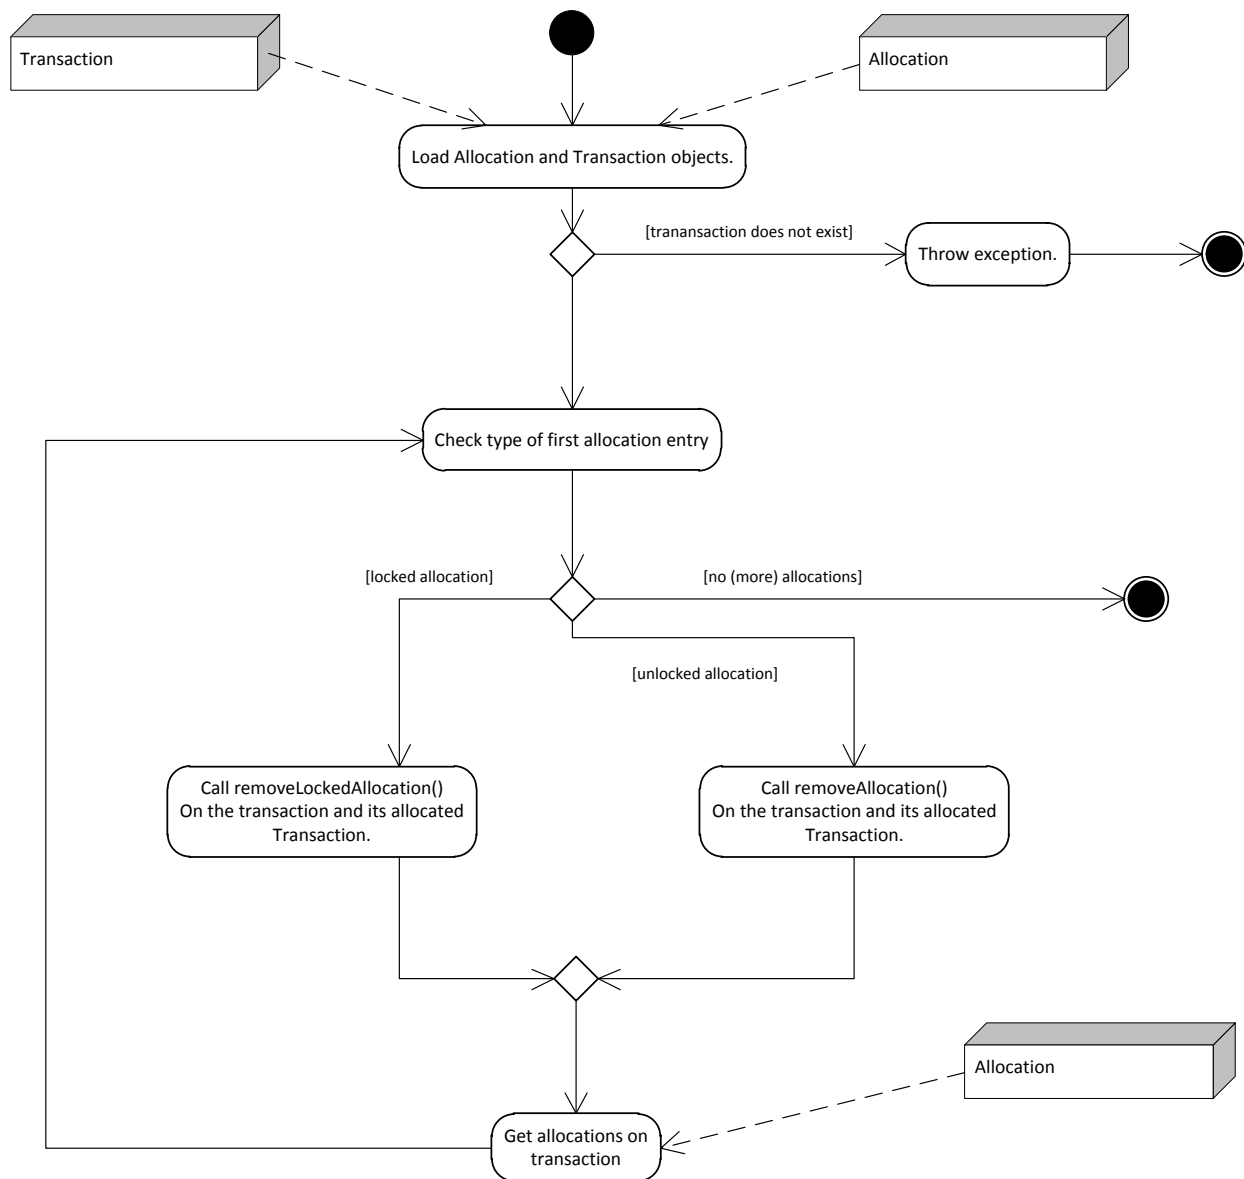 Transaction
Allocation
Load Allocation and Transaction objects.
[tranansaction does not exist]
Throw exception.
Check type of first allocation entry
[locked allocation]
[no (more) allocations]
[unlocked allocation]
Call removeLockedAllocation()
On the transaction and its allocated
Transaction.
Call removeAllocation()
On the transaction and its allocated
Transaction.
Allocation
Get allocations on
transaction